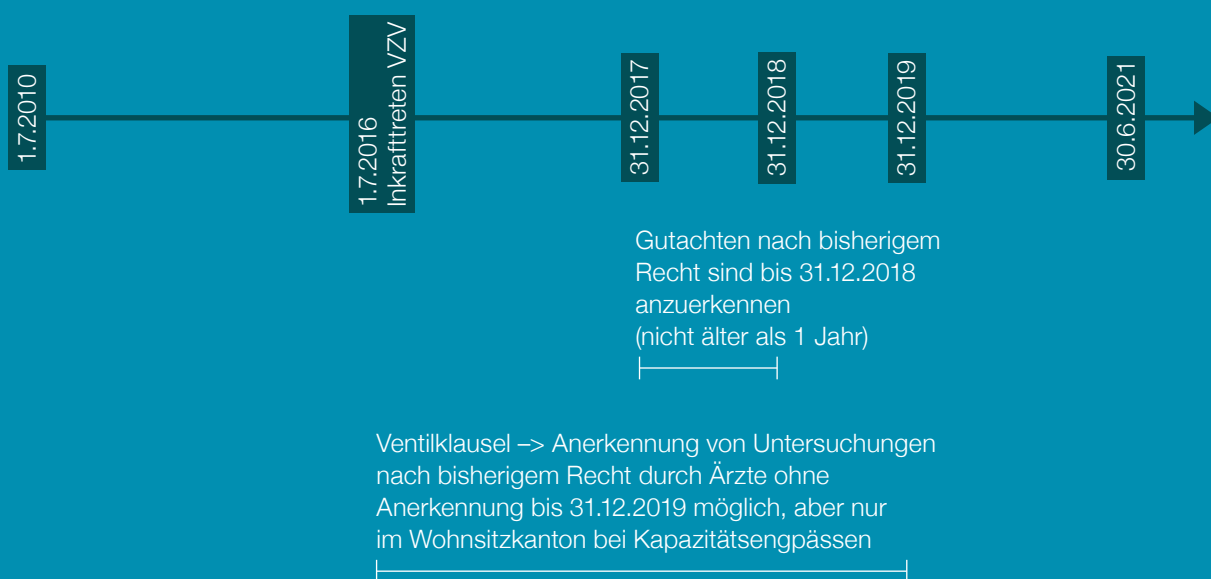 1.7.2010
1.7.2016
Inkrafttreten VZV
31.12.2017
31.12.2018
31.12.2019
30.6.2021
Gutachten nach bisherigem
Recht sind bis 31.12.2018
anzuerkennen
(nicht älter als 1 Jahr)
Ventilklausel –> Anerkennung von Untersuchungen
nach bisherigem Recht durch Ärzte ohne
Anerkennung bis 31.12.2019 möglich, aber nur
im Wohnsitzkanton bei Kapazitätsengpässen